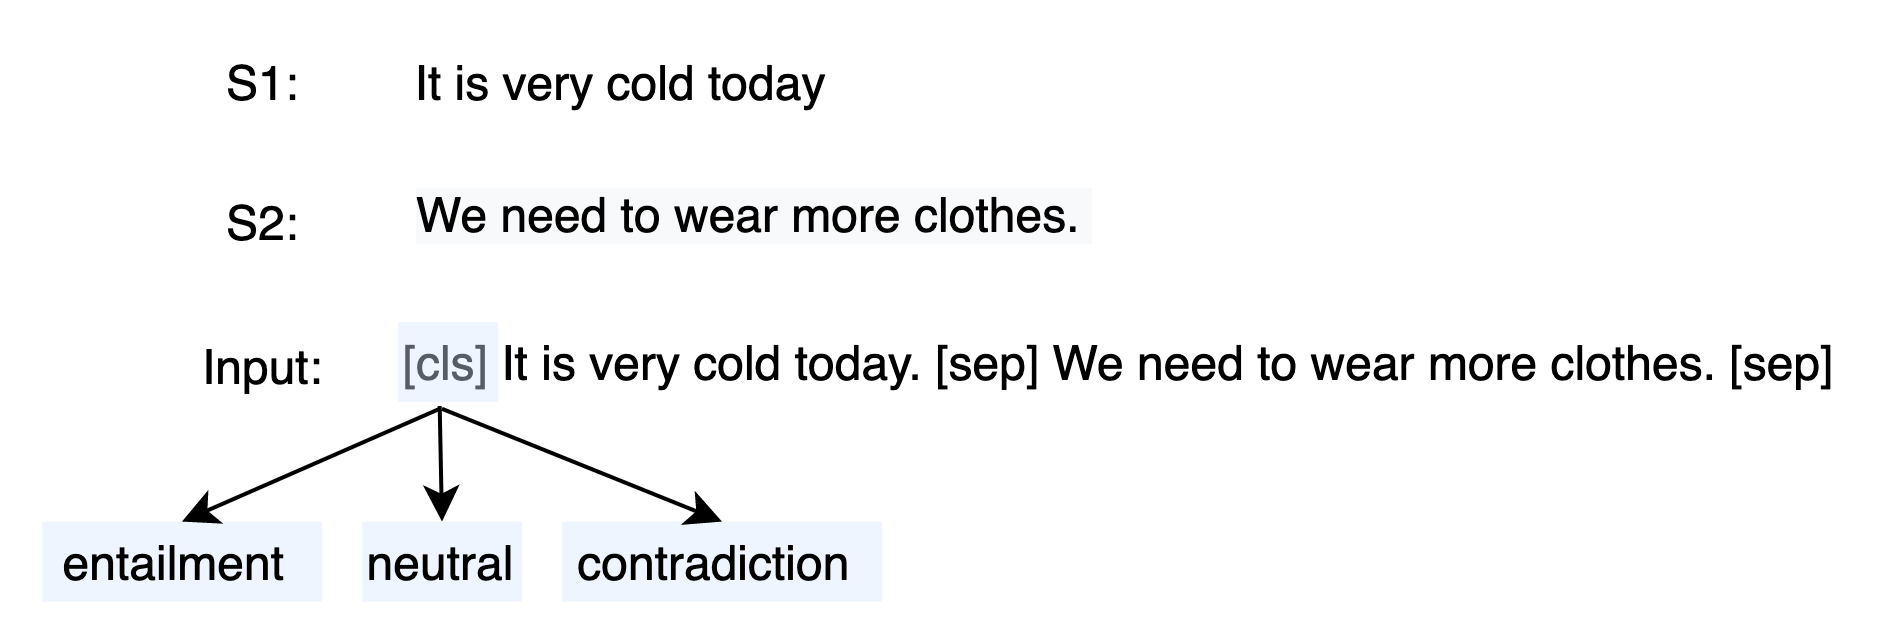 S1: It is very cold today
S2: We need to wear more clothes.
Input: [cls] It is very cold today. [sep] We need to wear more clothes. [sep]
entailment neutral contradiction